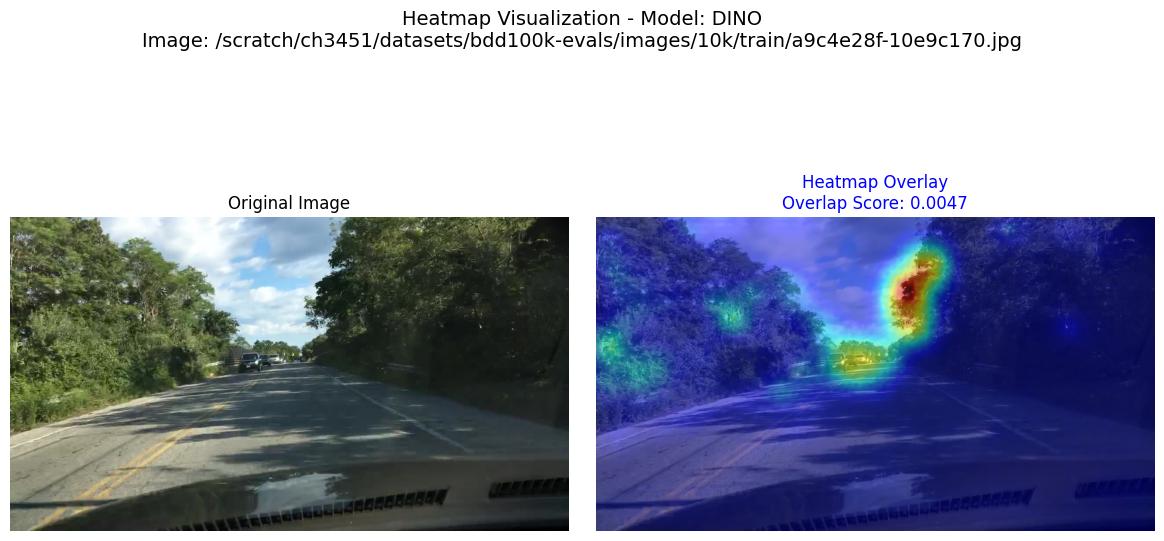 Heatmap Visualization - Model: DINO
Image: /scratch/ch3451/datasets/bdd100k-evals/images/10k/train/a9c4e28f-10e9c170.jpg
Original Image
Heatmap Overlay
Overlap Score: 0.0047